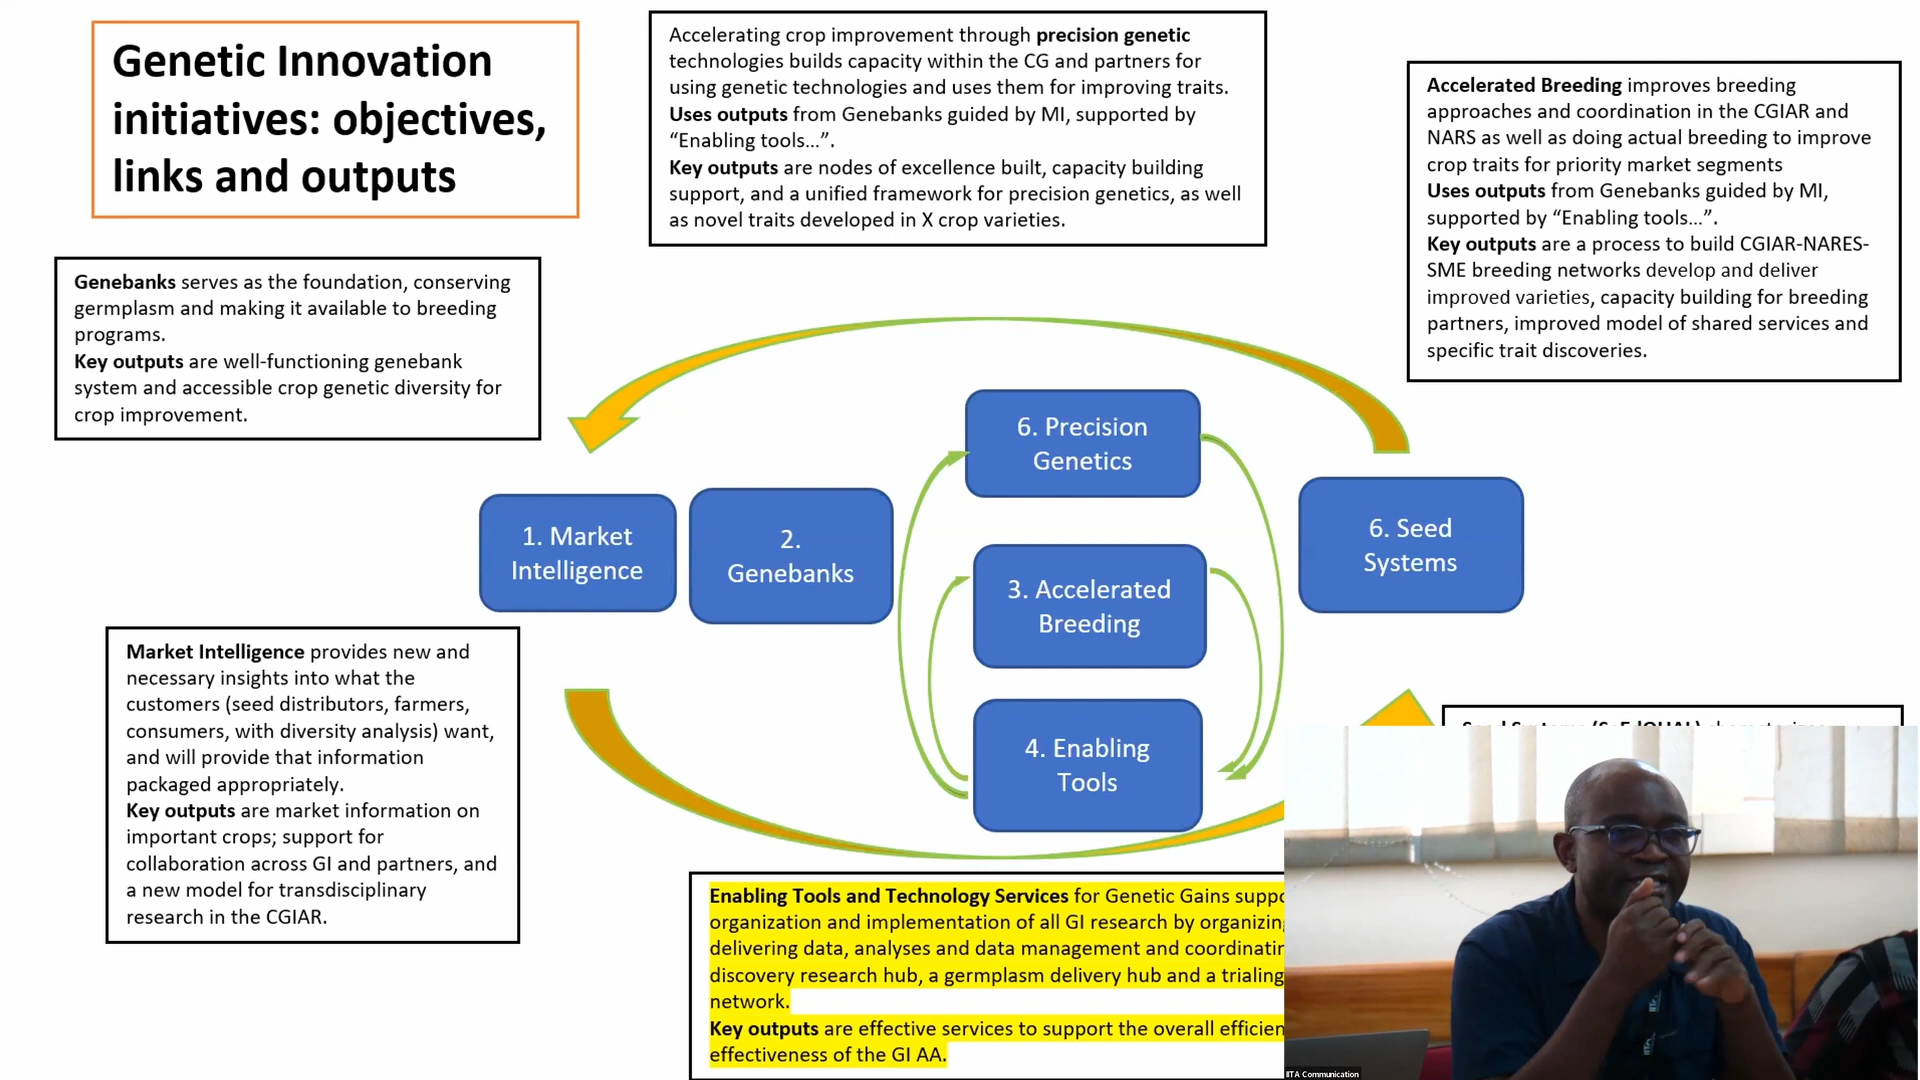 Genetic Innovation
initiatives: objectives,
links and outputs
Accelerating crop improvement through precision genetic
technologies builds capacity within the CG and partners for
using genetic technologies and uses them for improving traits.
Uses outputs from Genebanks guided by MI, supported by
“Enabling tools…”.
Key outputs are nodes of excellence built, capacity building
support, and a unified framework for precision genetics, as well
as novel traits developed in X crop varieties.
Accelerated Breeding improves breeding
approaches and coordination in the CGIAR and
NARS as well as doing actual breeding to improve
crop traits for priority market segments
Uses outputs from Genebanks guided by MI,
supported by “Enabling tools…”.
Key outputs are a process to build CGIAR-NARES-
SME breeding networks develop and deliver
improved varieties, capacity building for breeding
partners, improved model of shared services and
specific trait discoveries.
Genebanks serves as the foundation, conserving
germplasm and making it available to breeding
programs.
Key outputs are well-functioning genebank
system and accessible crop genetic diversity for
crop improvement.
6. Precision
Genetics
1. Market
Intelligence
2.
Genebanks
3. Accelerated
Breeding
4. Enabling
Tools
6. Seed
Systems
Market Intelligence provides new and
necessary insights into what the
customers (seed distributors, farmers,
consumers, with diversity analysis) want,
and will provide that information
packaged appropriately.
Key outputs are market information on
important crops; support for
collaboration across GI and partners, and
a new model for transdisciplinary
research in the CGIAR.
Enabling Tools and Technology Services for Genetic Gains
organization and implementation of all GI research by
delivering data, analyses and data management and
discovery research hub, a germplasm delivery hub and a trialing
network.
Key outputs are effective services to support the overall
effectiveness of the GI AA.
IITA Communication